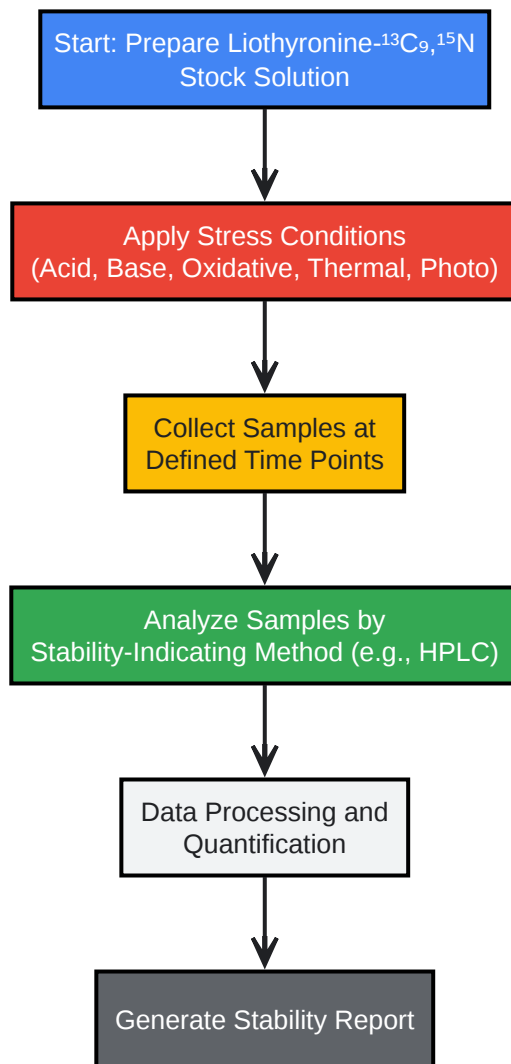 Start: Prepare Liothyronine-¹³C₉,¹⁵N
Stock Solution
Apply Stress Conditions
(Acid, Base, Oxidative, Thermal, Photo)
Collect Samples at
Defined Time Points
Analyze Samples by
Stability-Indicating Method (e.g., HPLC)
Data Processing and
Quantification
Generate Stability Report